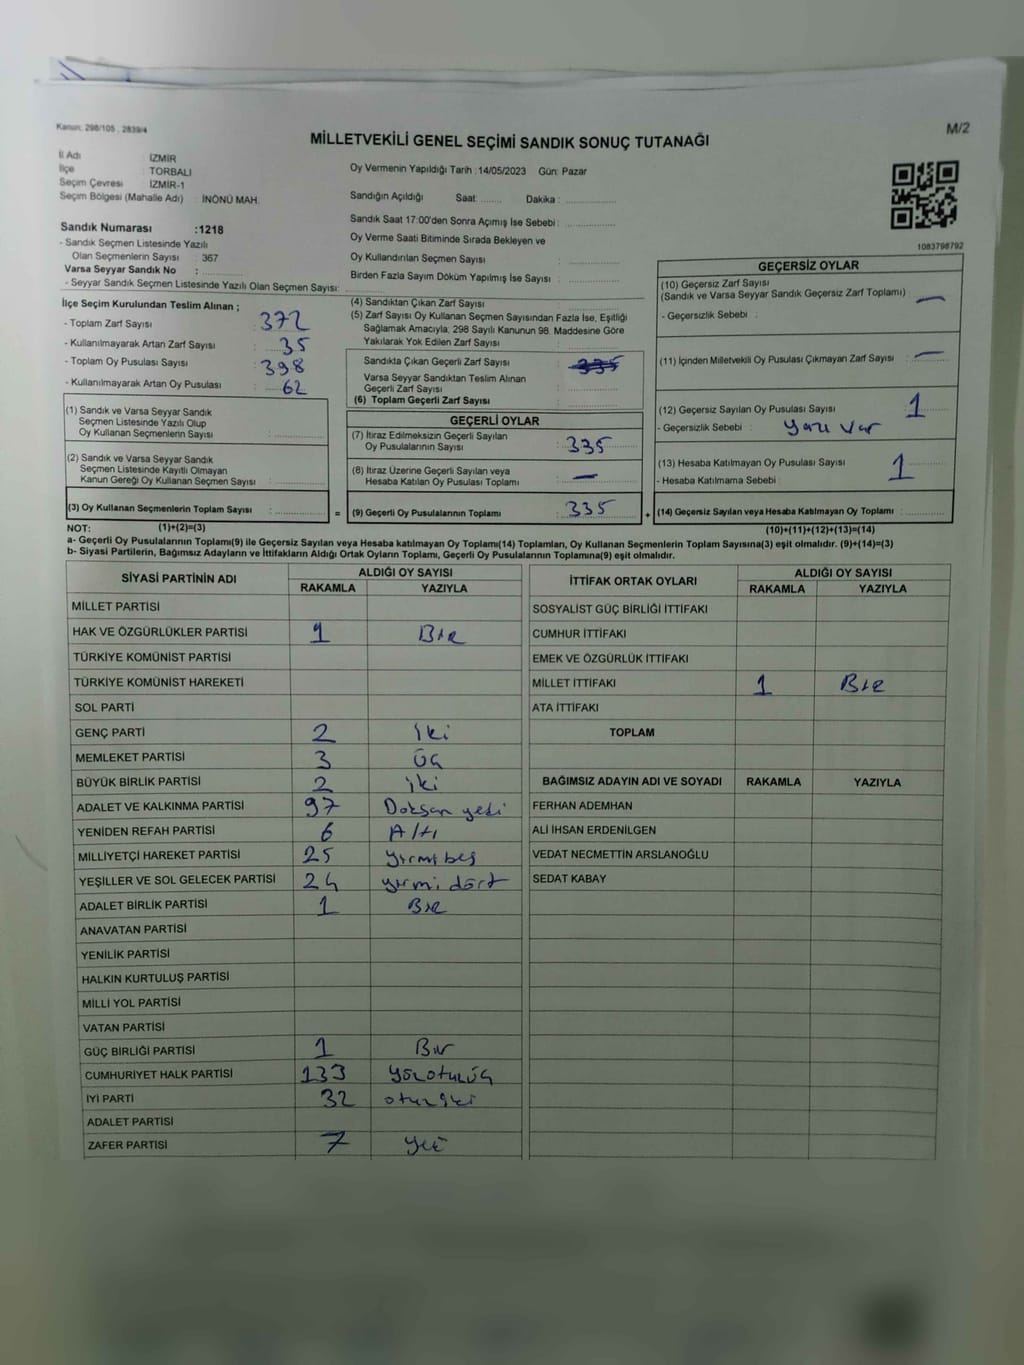 Kanun: 298/105 , 2839/4
M/2
MİLLETVEKİLİ GENEL SEÇİMİ SANDIK SONUÇ TUTANAĞI
İl Adı İZMİR
İlçe TORBALI
Seçim Çevresi İZMİR-1
Seçim Bölgesi (Mahalle Adı) İNÖNÜ MAH.
Sandık Numarası :1218
- Sandık Seçmen Listesinde Yazılı
Olan Seçmenlerin Sayısı : 367
Varsa Seyyar Sandık No :
- Seyyar Sandık Seçmen Listesinde Yazılı Olan Seçmen Sayısı:
Oy Vermenin Yapıldığı Tarih :14/05/2023 Gün: Pazar
Sandığın Açıldığı Saat: Dakika :
Sandık Saat 17:00'den Sonra Açımış İse Sebebi :
Oy Verme Saati Bitiminde Sırada Bekleyen ve
Oy Kullandırılan Seçmen Sayısı :
Birden Fazla Sayım Döküm Yapılmış İse Sayısı :
1083798792
İlçe Seçim Kurulundan Teslim Alınan ;
- Toplam Zarf Sayısı : 372
- Kullanılmayarak Artan Zarf Sayısı : 35
- Toplam Oy Pusulası Sayısı : 398
- Kullanılmayarak Artan Oy Pusulası : 62
(4) Sandıktan Çıkan Zarf Sayısı :
(5) Zarf Sayısı Oy Kullanan Seçmen Sayısından Fazla İse, Eşitliği
Sağlamak Amacıyla; 298 Sayılı Kanunun 98. Maddesine Göre
Yakılarak Yok Edilen Zarf Sayısı :
Sandıkta Çıkan Geçerli Zarf Sayısı : 335
Varsa Seyyar Sandıktan Teslim Alınan
Geçerli Zarf Sayısı :
(6) Toplam Geçerli Zarf Sayısı :
GEÇERSİZ OYLAR
(10) Geçersiz Zarf Sayısı
(Sandık ve Varsa Seyyar Sandık Geçersiz Zarf Toplamı) : —
- Geçersizlik Sebebi :
(11) İçinden Milletvekili Oy Pusulası Çıkmayan Zarf Sayısı : —
(12) Geçersiz Sayılan Oy Pusulası Sayısı : 1
- Geçersizlik Sebebi : Yazı Var
(13) Hesaba Katılmayan Oy Pusulası Sayısı : 1
- Hesaba Katılmama Sebebi :
(14) Geçersiz Sayılan veya Hesaba Katılmayan Oy Toplamı :
(10)+(11)+(12)+(13)=(14)
(1) Sandık ve Varsa Seyyar Sandık
Seçmen Listesinde Yazılı Olup
Oy Kullanan Seçmenlerin Sayısı :
(2) Sandık ve Varsa Seyyar Sandık
Seçmen Listesinde Kayıtlı Olmayan
Kanun Gereği Oy Kullanan Seçmen Sayısı :
(3) Oy Kullanan Seçmenlerin Toplam Sayısı : =
GEÇERLİ OYLAR
(7) İtiraz Edilmeksizin Geçerli Sayılan
Oy Pusulalarının Sayısı : 335
(8) İtiraz Üzerine Geçerli Sayılan veya
Hesaba Katılan Oy Pusulası Toplamı : —
(9) Geçerli Oy Pusulalarının Toplamı : 335 +
NOT: (1)+(2)=(3)
a- Geçerli Oy Pusulalarının Toplamı(9) ile Geçersiz Sayılan veya Hesaba katılmayan Oy Toplamı(14) Toplamları, Oy Kullanan Seçmenlerin Toplam Sayısına(3) eşit olmalıdır. (9)+(14)=(3)
b- Siyasi Partilerin, Bağımsız Adayların ve İttifakların Aldığı Ortak Oyların Toplamı, Geçerli Oy Pusulalarının Toplamına(9) eşit olmalıdır.
SİYASİ PARTİNİN ADI ALDIĞI OY SAYISI
RAKAMLA YAZIYLA
MİLLET PARTİSİ
HAK VE ÖZGÜRLÜKLER PARTİSİ 1 Bir
TÜRKİYE KOMÜNİST PARTİSİ
TÜRKİYE KOMÜNİST HAREKETİ
SOL PARTİ
GENÇ PARTİ 2 iki
MEMLEKET PARTİSİ 3 üç
BÜYÜK BİRLİK PARTİSİ 2 iki
ADALET VE KALKINMA PARTİSİ 97 Doksan yedi
YENİDEN REFAH PARTİSİ 6 Altı
MİLLİYETÇİ HAREKET PARTİSİ 25 yirmi beş
YEŞİLLER VE SOL GELECEK PARTİSİ 24 yirmi dört
ADALET BİRLİK PARTİSİ 1 Bir
ANAVATAN PARTİSİ
YENİLİK PARTİSİ
HALKIN KURTULUŞ PARTİSİ
MİLLİ YOL PARTİSİ
VATAN PARTİSİ
GÜÇ BİRLİĞİ PARTİSİ 1 Bir
CUMHURİYET HALK PARTİSİ 133 yüzotuzüç
İYİ PARTİ 32 otuziki
ADALET PARTİSİ
ZAFER PARTİSİ 7
İTTİFAK ORTAK OYLARI ALDIĞI OY SAYISI
RAKAMLA YAZIYLA
SOSYALİST GÜÇ BİRLİĞİ İTTİFAKI
CUMHUR İTTİFAKI
EMEK VE ÖZGÜRLÜK İTTİFAKI
MİLLET İTTİFAKI 1 Bir
ATA İTTİFAKI
TOPLAM
BAĞIMSIZ ADAYIN ADI VE SOYADI RAKAMLA YAZIYLA
FERHAN ADEMHAN
ALİ İHSAN ERDENİLGEN
VEDAT NECMETTİN ARSLANOĞLU
SEDAT KABAY